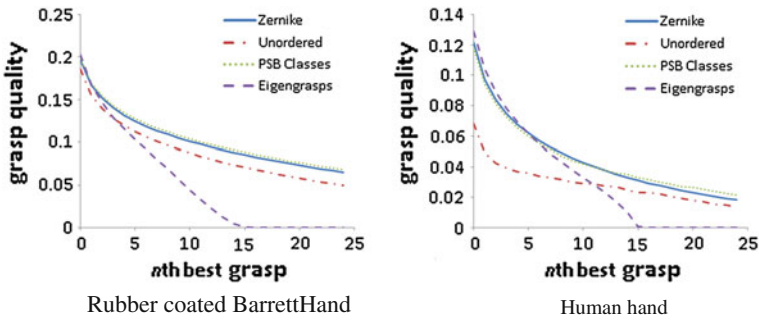 0.25
0.2
0.15
0.1
0.05
0
grasp quality
Zernike
Unordered
PSB Classes
Eigengrasps
0 5 10 15 20 25
nth best grasp
Rubber coated BarrettHand
0.14
0.12
0.1
0.08
0.06
0.04
0.02
0
grasp quality
Zernike
Unordered
PSB Classes
Eigengrasps
0 5 10 15 20 25
nth best grasp
Human hand